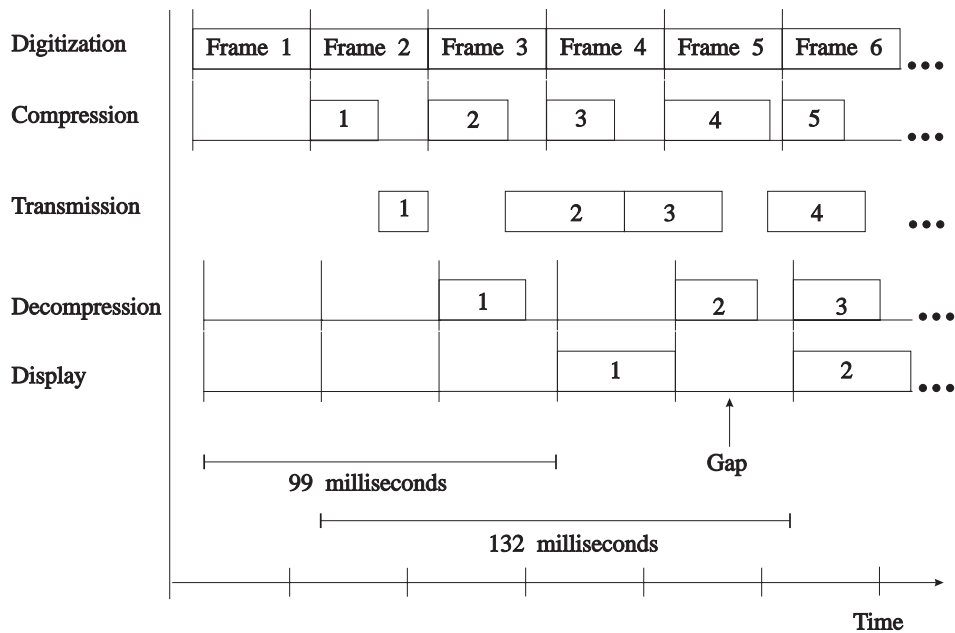 Digitization
Frame 1 Frame 2 Frame 3 Frame 4 Frame 5 Frame 6
Compression
1 2 3 4 5
Transmission
1 2 3 4
Decompression
1 2 3
Display
1 2
Gap
99 milliseconds
132 milliseconds
Time